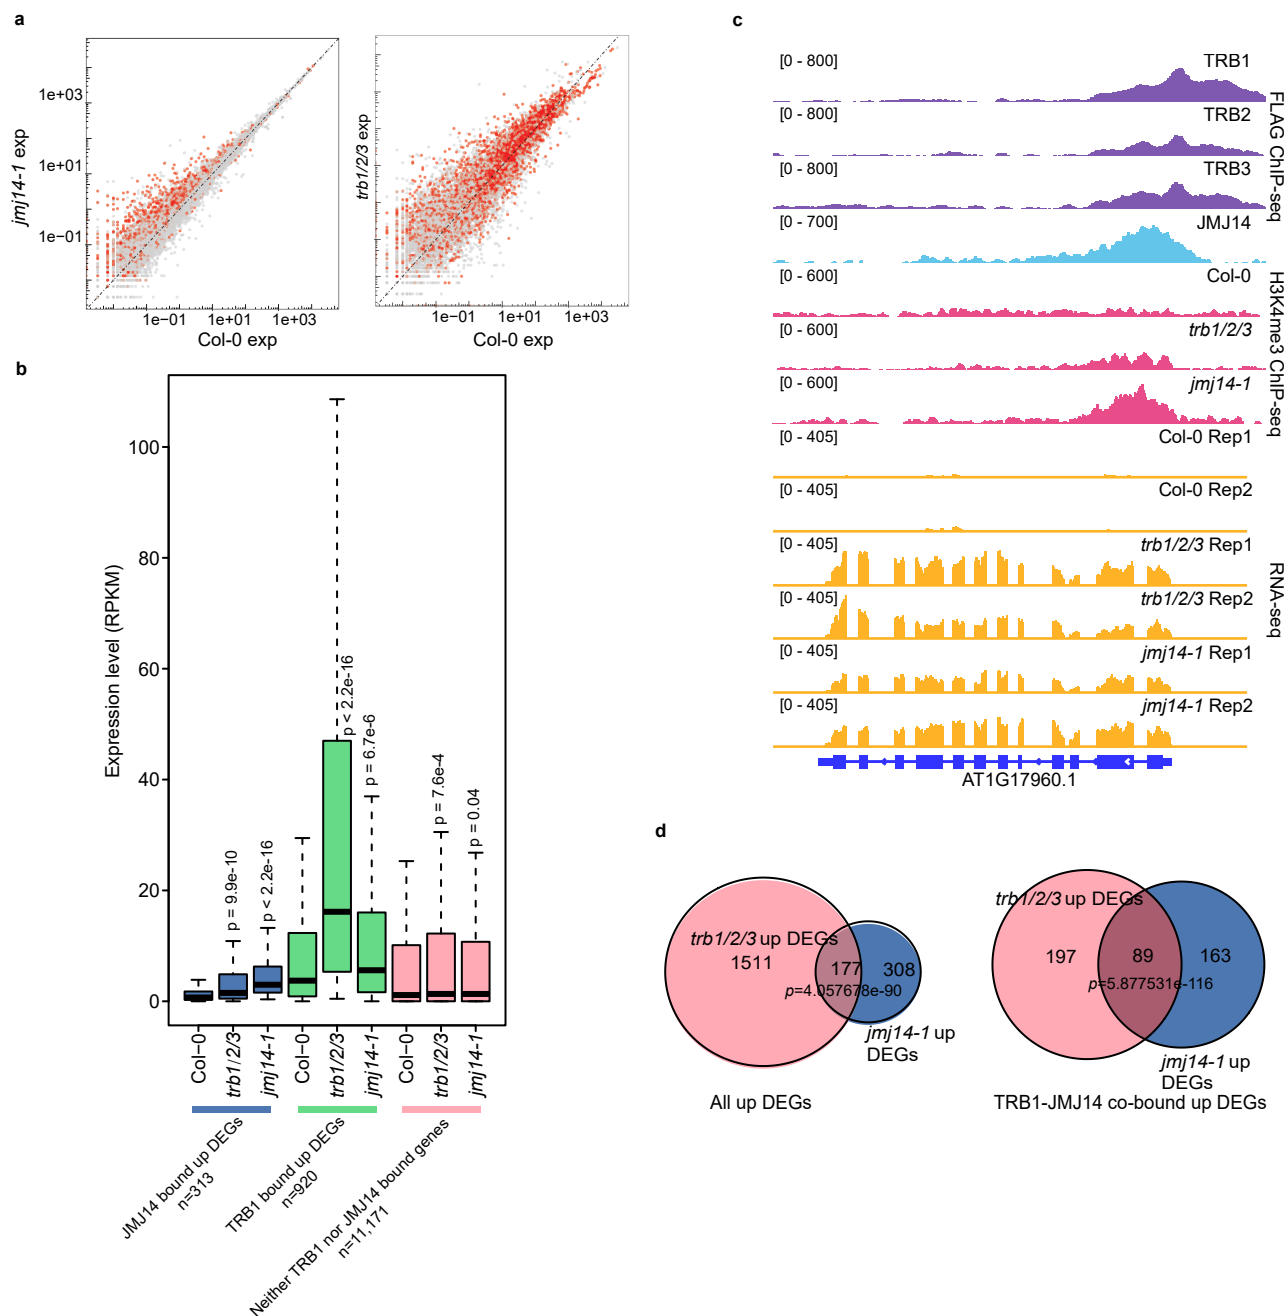 a
1e+03
1e+01
1e−01
jmj14-1 exp
1e−01
1e+01
1e+03
Col-0 exp
trb1/2/3 exp
1e−01
1e+01
1e+03
Col-0 exp
b
Expression level (RPKM)
100
80
60
40
20
0
p = 9.9e-10
p < 2.2e-16
p < 2.2e-16
p = 6.7e-6
p = 7.6e-4
p = 0.04
Col−0
trb1/2/3
jmj14-1
Col−0
trb1/2/3
jmj14-1
Col−0
trb1/2/3
jmj14-1
JMJ14 bound up DEGs
n=313
TRB1 bound up DEGs
n=920
Neither TRB1 nor JMJ14 bound genes
n=11,171
c
[0 - 800]
TRB1
[0 - 800]
TRB2
[0 - 800]
TRB3
[0 - 700]
JMJ14
FLAG ChIP-seq
[0 - 600]
Col-0
[0 - 600]
trb1/2/3
[0 - 600]
jmj14-1
H3K4me3 ChIP-seq
[0 - 405]
Col-0 Rep1
[0 - 405]
Col-0 Rep2
[0 - 405]
trb1/2/3 Rep1
[0 - 405]
trb1/2/3 Rep2
[0 - 405]
jmj14-1 Rep1
[0 - 405]
jmj14-1 Rep2
RNA-seq
AT1G17960.1
d
trb1/2/3 up DEGs
1511
177
308
p=4.057678e-90
jmj14-1 up
DEGs
All up DEGs
trb1/2/3 up DEGs
197
89
163
p=5.877531e-116
jmj14-1 up
DEGs
TRB1-JMJ14 co-bound up DEGs